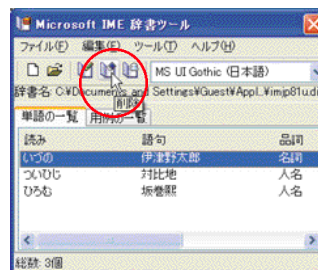 Microsoft IME 辞書ツール
ファイル(F) 編集(E) ツール(T) ヘルプ(H)
MS UI Gothic (日本語)
辞書名: C:¥Documents and Settings¥Guest¥Appl..¥imjp81u.di
削除
単語の一覧 用例の一覧
読み 語句 品詞
いづの 伊津野太郎 名詞
ついひじ 対比地 人名
ひろむ 坂巻熙 人名
総数: 3個